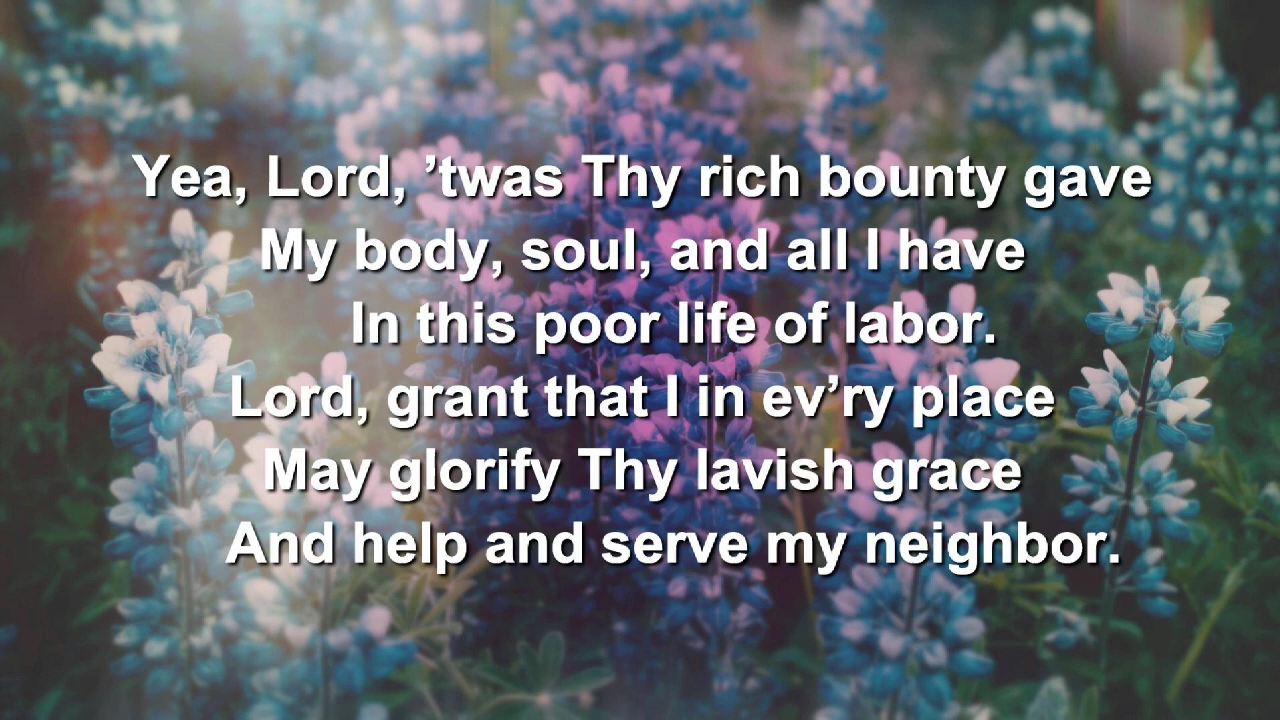 Yea, Lord, ’twas Thy rich bounty gave
My body, soul, and all I have
In this poor life of labor.
Lord, grant that I in ev’ry place
May glorify Thy lavish grace
And help and serve my neighbor.